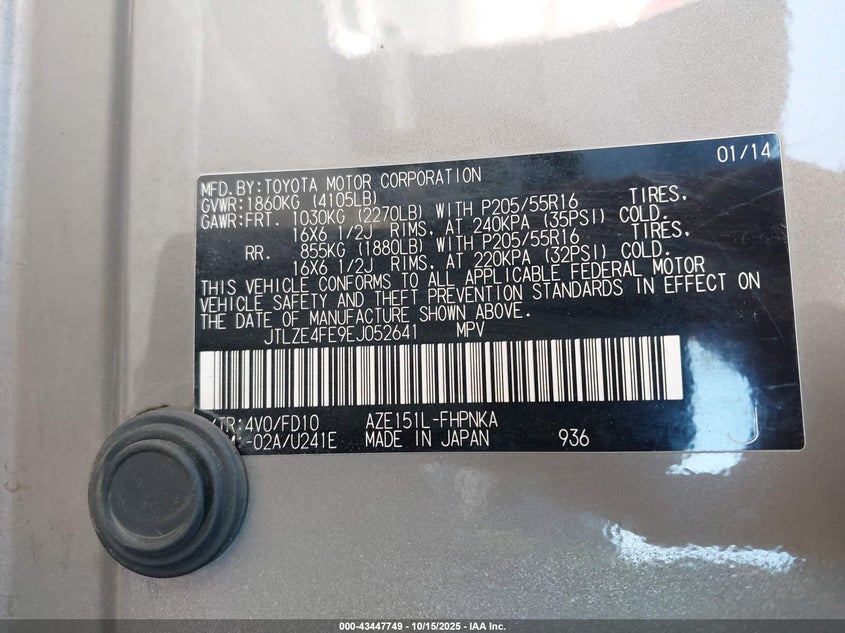 01/14
MFD.BY:TOYOTA MOTOR CORPORATION
GVWR:1860KG (4105LB)
GAWR:FRT. 1030KG (2270LB) WITH P205/55R16 TIRES,
16X6 1/2J RIMS, AT 240KPA (35PSI) COLD.
RR. 855KG (1880LB) WITH P205/55R16 TIRES,
16X6 1/2J RIMS, AT 220KPA (32PSI) COLD.
THIS VEHICLE CONFORMS TO ALL APPLICABLE FEDERAL MOTOR
VEHICLE SAFETY AND THEFT PREVENTION STANDARDS IN EFFECT ON
THE DATE OF MANUFACTURE SHOWN ABOVE.
JTLZE4FE9EJ052641 MPV
/TR:4V0/FD10 AZE151L-FHPNKA
-02A/U241E MADE IN JAPAN 936 J
000-43447749 - 10/15/2025 - IAA Inc.